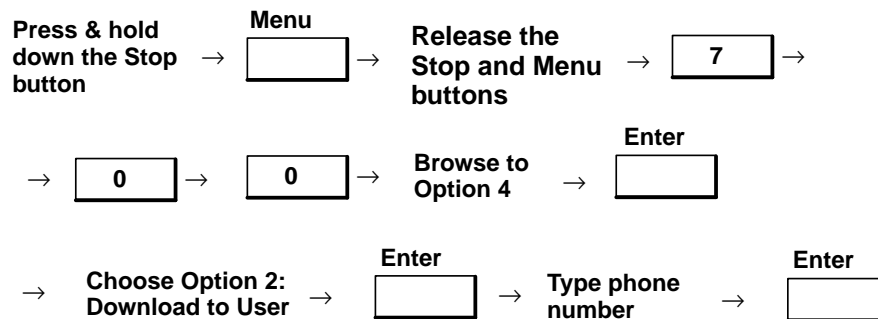 Press & hold
down the Stop
button
→
Menu
→
Release the
Stop and Menu
buttons
→
7
→
→
0
→
0
→
Browse to
Option 4
→
Enter
→
Choose Option 2:
Download to User
→
Enter
→
Type phone
number
→
Enter